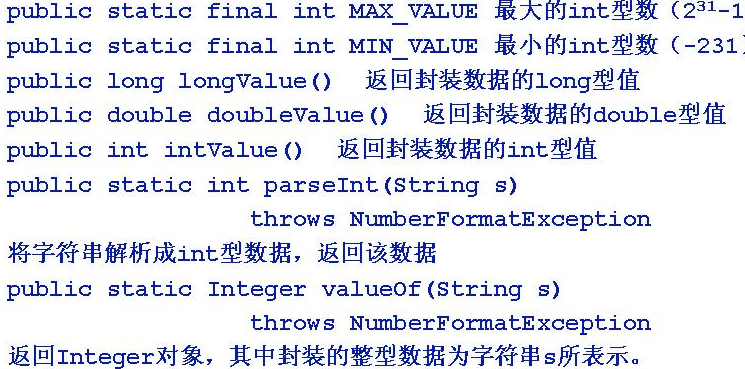 public static final int MAX_VALUE 最大的int型数（2³¹-1
public static final int MIN_VALUE 最小的int型数（-231）
public long longValue() 返回封装数据的long型值
public double doubleValue() 返回封装数据的double型值
public int intValue() 返回封装数据的int型值
public static int parseInt(String s)
throws NumberFormatException
将字符串解析成int型数据，返回该数据
public static Integer valueOf(String s)
throws NumberFormatException
返回Integer对象，其中封装的整型数据为字符串s所表示。